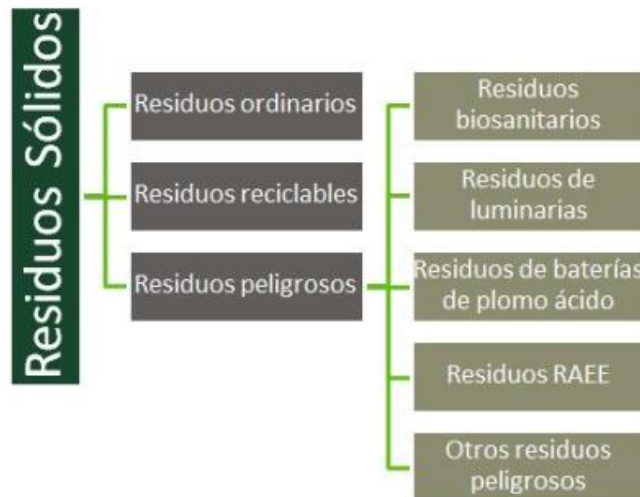 Residuos Sólidos
Residuos ordinarios
Residuos reciclables
Residuos peligrosos
Residuos
biosanitarios
Residuos de
luminarias
Residuos de baterías
de plomo ácido
Residuos RAEE
Otros residuos
peligrosos